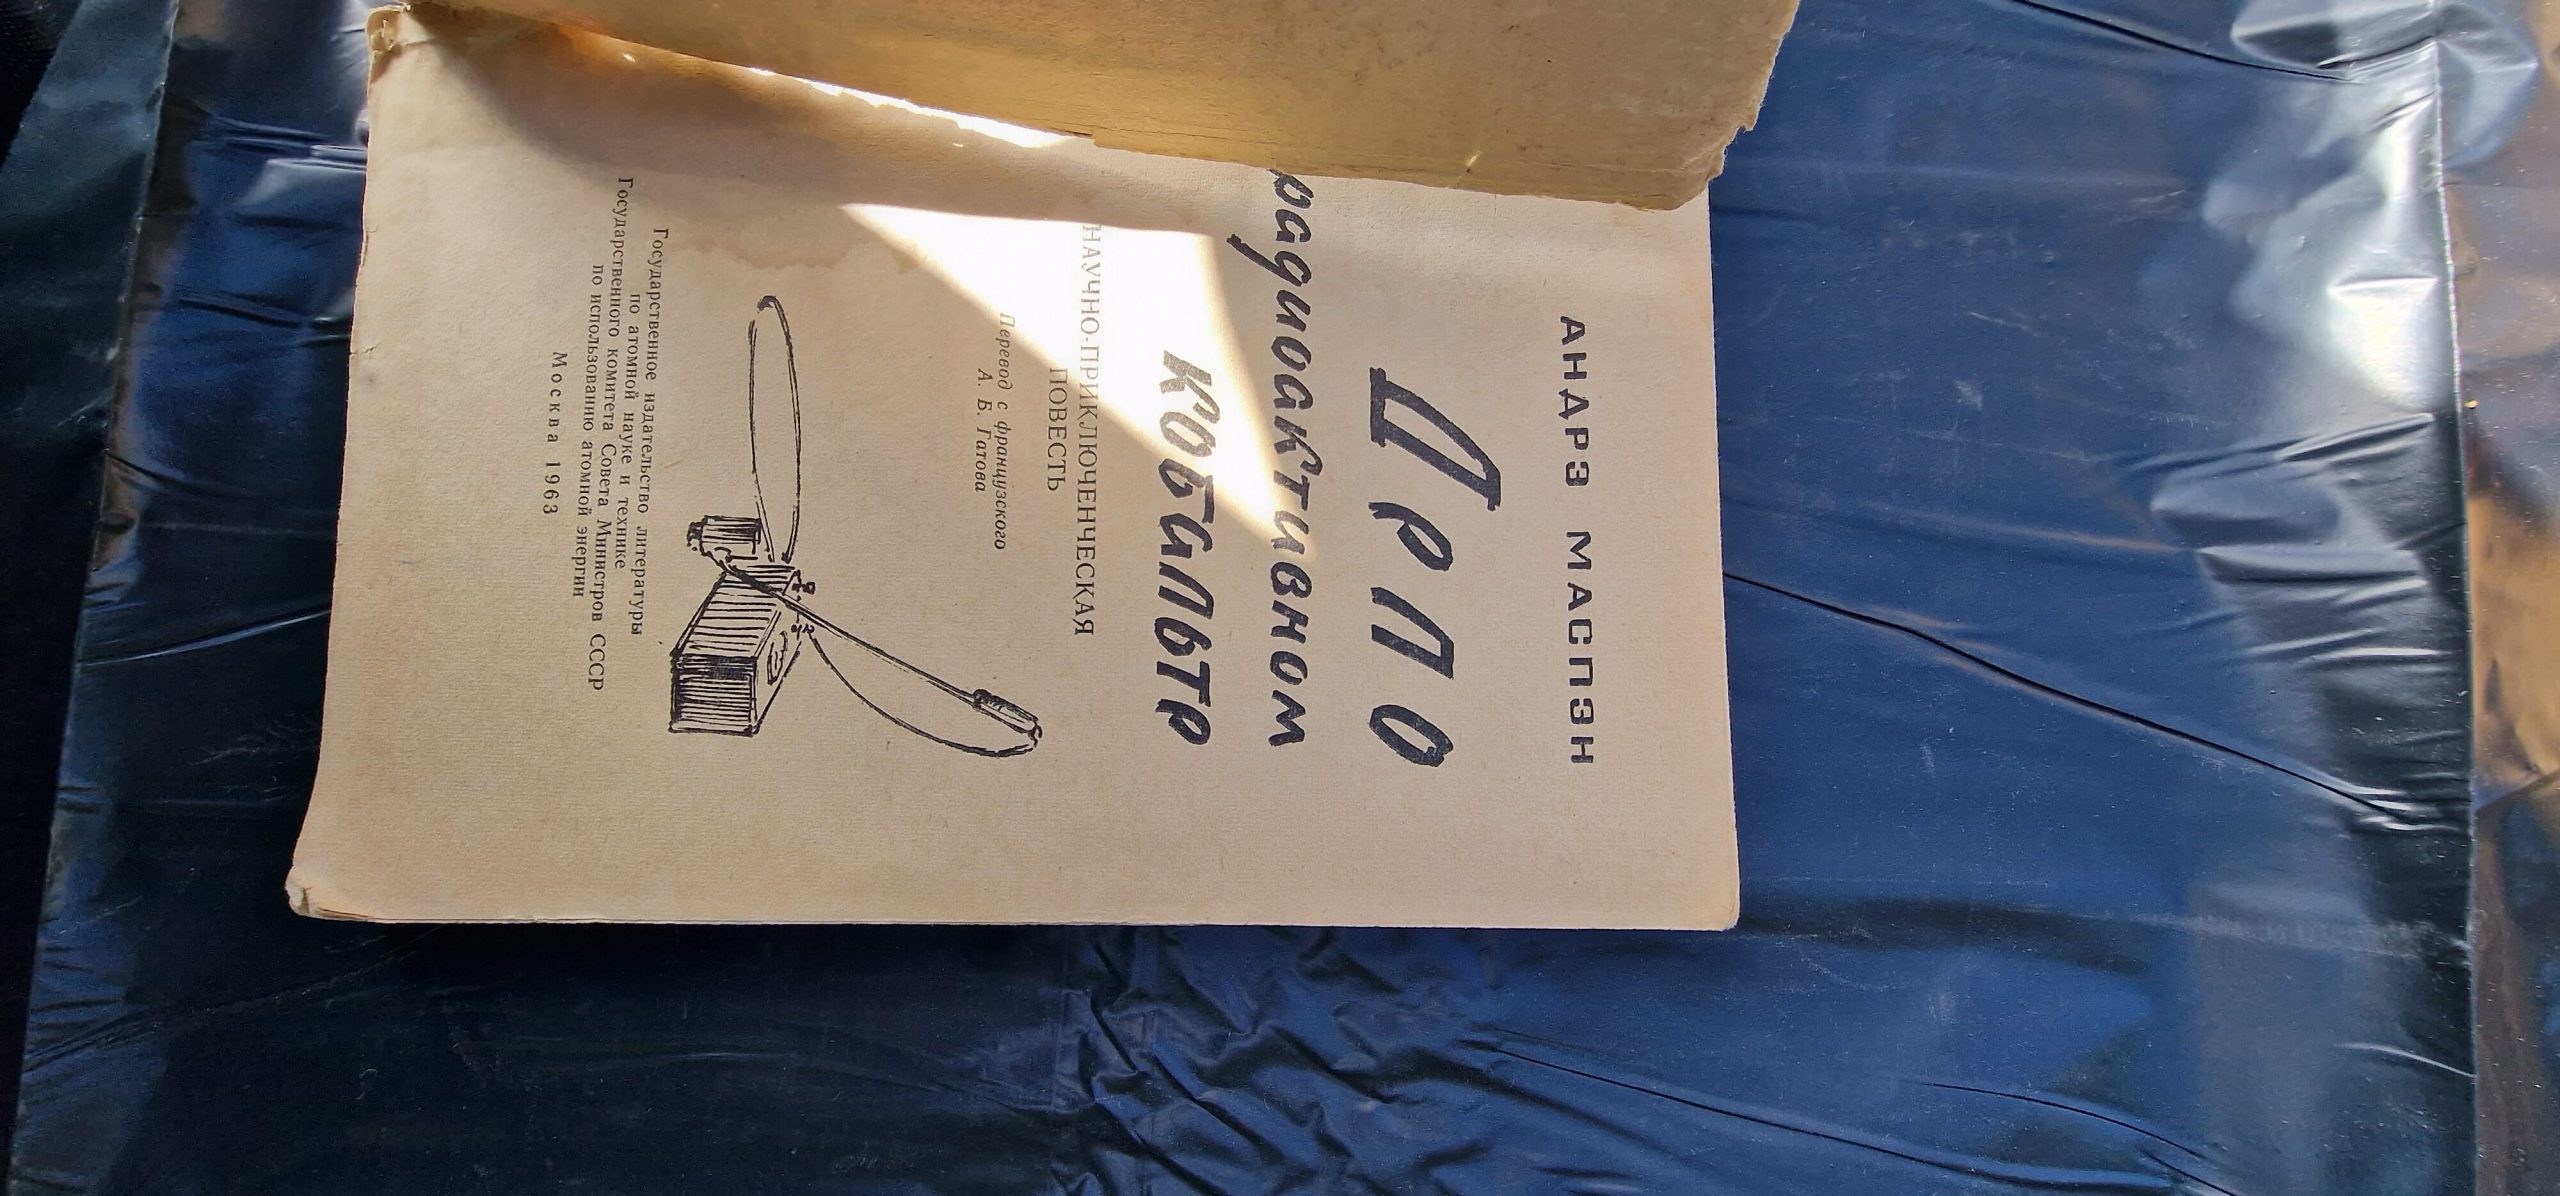 АНДРЭ МАСПЭН
Дело
радиоактивном
кобальте
НАУЧНО-ПРИКЛЮЧЕНЧЕСКАЯ
ПОВЕСТЬ
Перевод с французского
А. Б. Гатова
Государственное издательство литературы
по атомной науке и технике
Государственного комитета Совета Министров СССР
по использованию атомной энергии
Москва 1963